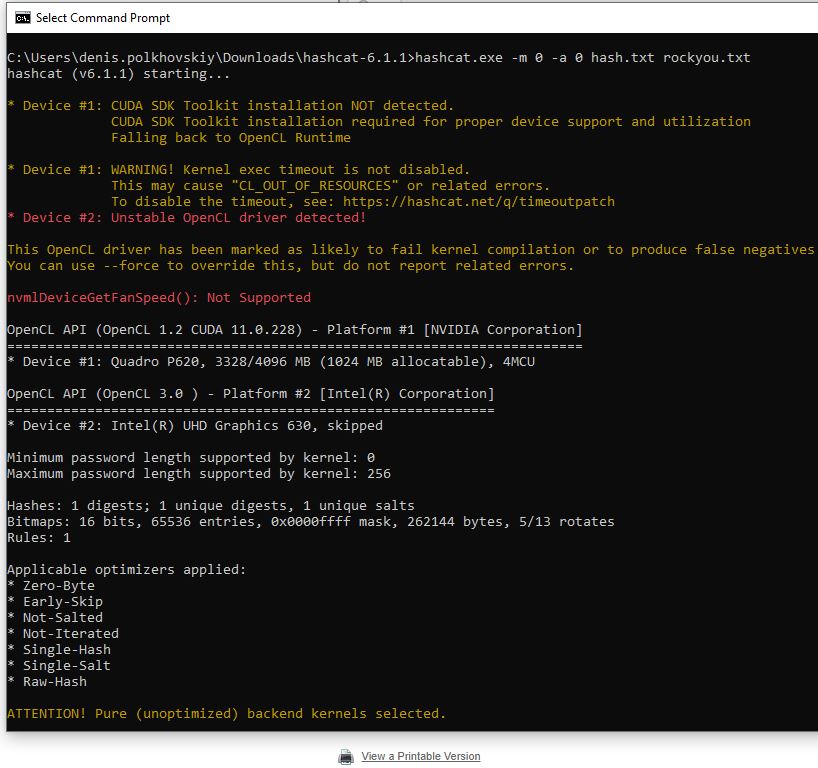 Select Command Prompt
C:\Users\denis.polkhovskiy\Downloads\hashcat-6.1.1>hashcat.exe -m 0 -a 0 hash.txt rockyou.txt
hashcat (v6.1.1) starting...
* Device #1: CUDA SDK Toolkit installation NOT detected.
CUDA SDK Toolkit installation required for proper device support and utilization
Falling back to OpenCL Runtime
* Device #1: WARNING! Kernel exec timeout is not disabled.
This may cause "CL_OUT_OF_RESOURCES" or related errors.
To disable the timeout, see: https://hashcat.net/q/timeoutpatch
* Device #2: Unstable OpenCL driver detected!
This OpenCL driver has been marked as likely to fail kernel compilation or to produce false negatives
You can use --force to override this, but do not report related errors.
nvmlDeviceGetFanSpeed(): Not Supported
OpenCL API (OpenCL 1.2 CUDA 11.0.228) - Platform #1 [NVIDIA Corporation]
========================================================================
* Device #1: Quadro P620, 3328/4096 MB (1024 MB allocatable), 4MCU
OpenCL API (OpenCL 3.0 ) - Platform #2 [Intel(R) Corporation]
=============================================================
* Device #2: Intel(R) UHD Graphics 630, skipped
Minimum password length supported by kernel: 0
Maximum password length supported by kernel: 256
Hashes: 1 digests; 1 unique digests, 1 unique salts
Bitmaps: 16 bits, 65536 entries, 0x0000ffff mask, 262144 bytes, 5/13 rotates
Rules: 1
Applicable optimizers applied:
* Zero-Byte
* Early-Skip
* Not-Salted
* Not-Iterated
* Single-Hash
* Single-Salt
* Raw-Hash
ATTENTION! Pure (unoptimized) backend kernels selected.
View a Printable Version